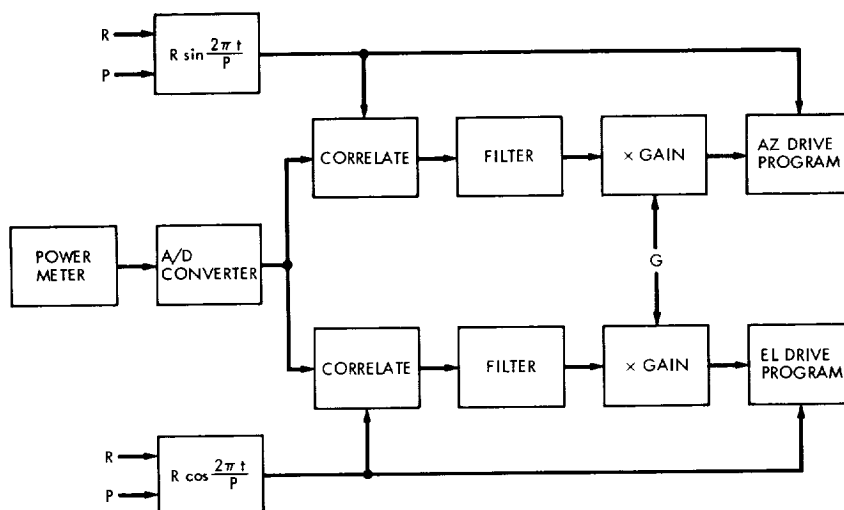 R
P
R sin 2π t / P
CORRELATE
FILTER
× GAIN
AZ DRIVE
PROGRAM
POWER
METER
A/D
CONVERTER
G
CORRELATE
FILTER
× GAIN
EL DRIVE
PROGRAM
R
P
R cos 2π t / P